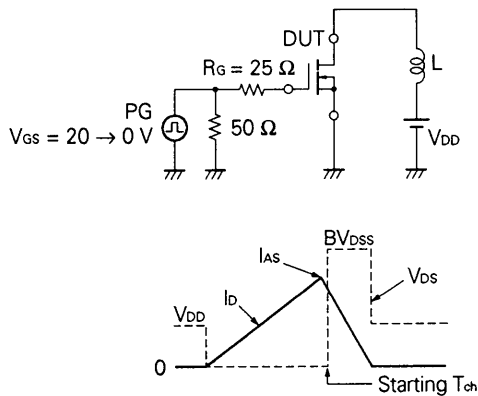 DUT
RG = 25 Ω
L
PG
50 Ω
VGS = 20 → 0 V
VDD
BVDSS
IAS
VDS
ID
VDD
0
Starting Tch